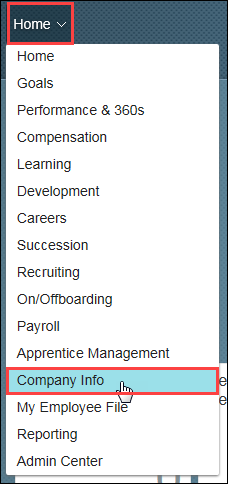 Home
Home
Goals
Performance & 360s
Compensation
Learning
Development
Careers
Succession
Recruiting
On/Offboarding
Payroll
Apprentice Management
Company Info
My Employee File
Reporting
Admin Center